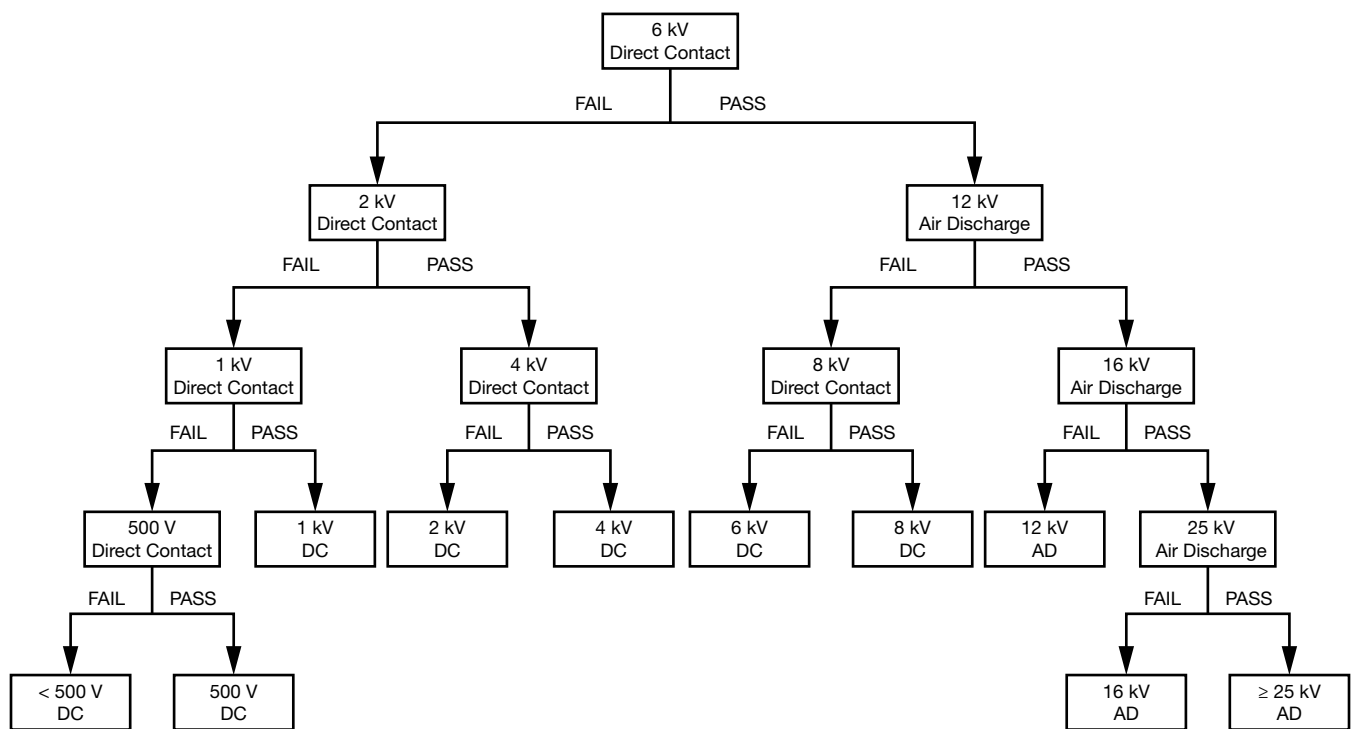 6 kV
Direct Contact
FAIL
PASS
2 kV
Direct Contact
12 kV
Air Discharge
FAIL
PASS
FAIL
PASS
1 kV
Direct Contact
4 kV
Direct Contact
8 kV
Direct Contact
16 kV
Air Discharge
FAIL
PASS
FAIL
PASS
FAIL
PASS
FAIL
PASS
500 V
Direct Contact
1 kV
DC
2 kV
DC
4 kV
DC
6 kV
DC
8 kV
DC
12 kV
AD
25 kV
Air Discharge
FAIL
PASS
FAIL
PASS
< 500 V
DC
500 V
DC
16 kV
AD
≥ 25 kV
AD